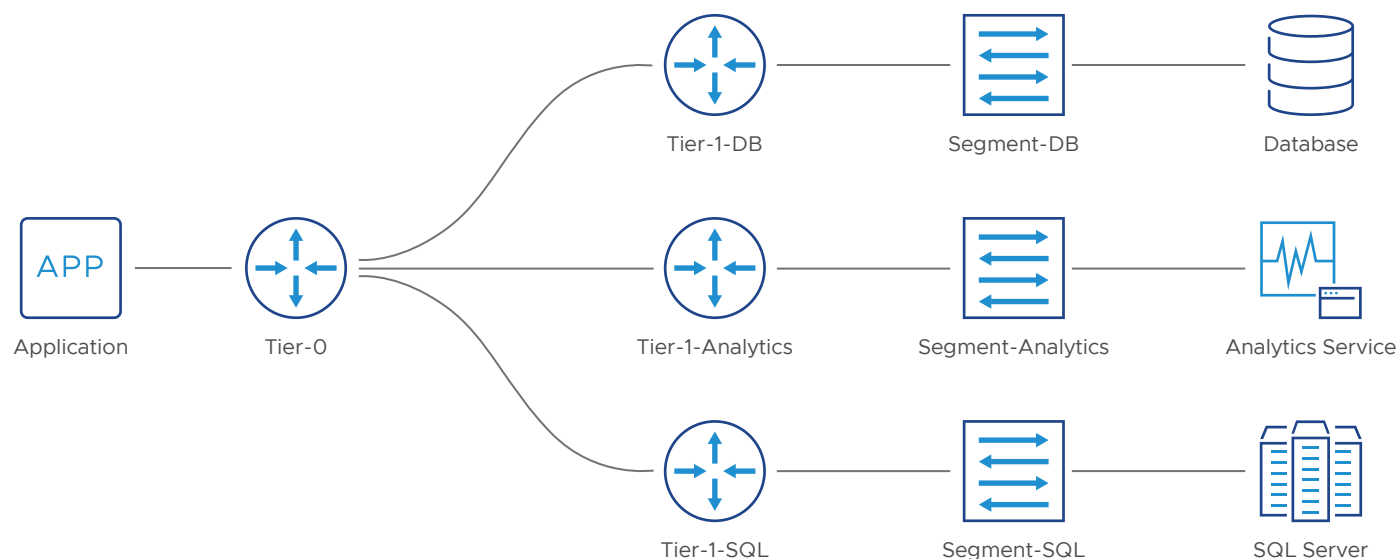 Tier-1-DB
Segment-DB
Database
APP
Application
Tier-0
Tier-1-Analytics
Segment-Analytics
Analytics Service
Tier-1-SQL
Segment-SQL
SQL Server